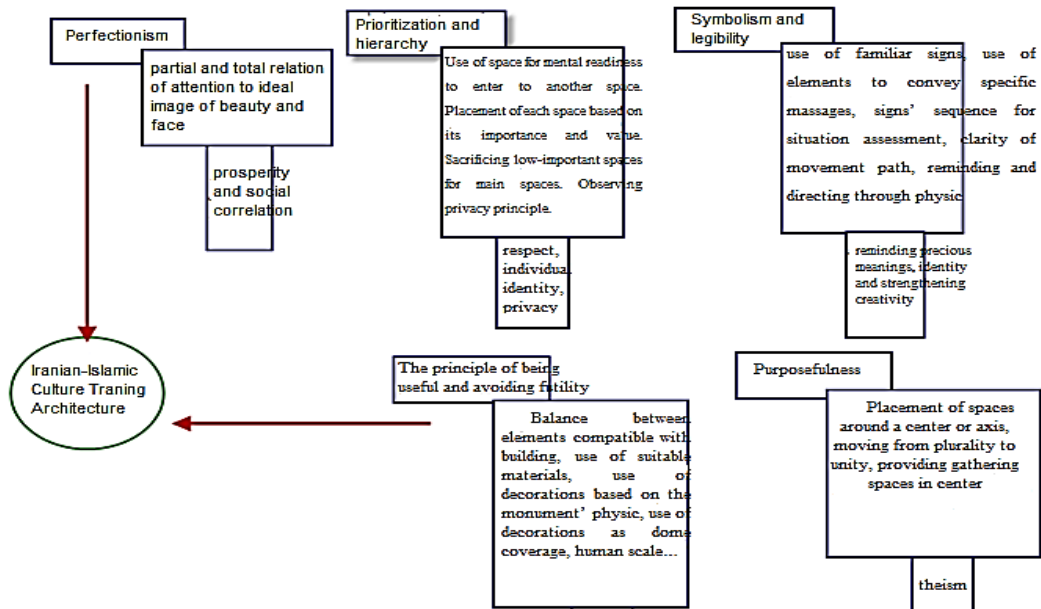 Perfectionism
partial and total relation
of attention to ideal
image of beauty and
face
prosperity
and social
correlation
Prioritization and
hierarchy
Use of space for mental readiness
to enter to another space.
Placement of each space based on
its importance and value.
Sacrificing low-important spaces
for main spaces. Observing
privacy principle.
respect,
individual
identity,
privacy
Symbolism and
legibility
use of familiar signs, use of
elements to convey specific
massages, signs’ sequence for
situation assessment, clarity of
movement path, reminding and
directing through physic
reminding precious
meanings, identity
and strengthening
creativity
Iranian-Islamic
Culture Traning
Architecture
The principle of being
useful and avoiding futility
Balance between
elements compatible with
building, use of suitable
materials, use of
decorations based on the
monument’ physic, use of
decorations as dome
coverage, human scale...
Purposefulness
Placement of spaces
around a center or axis,
moving from plurality to
unity, providing gathering
spaces in center
theism